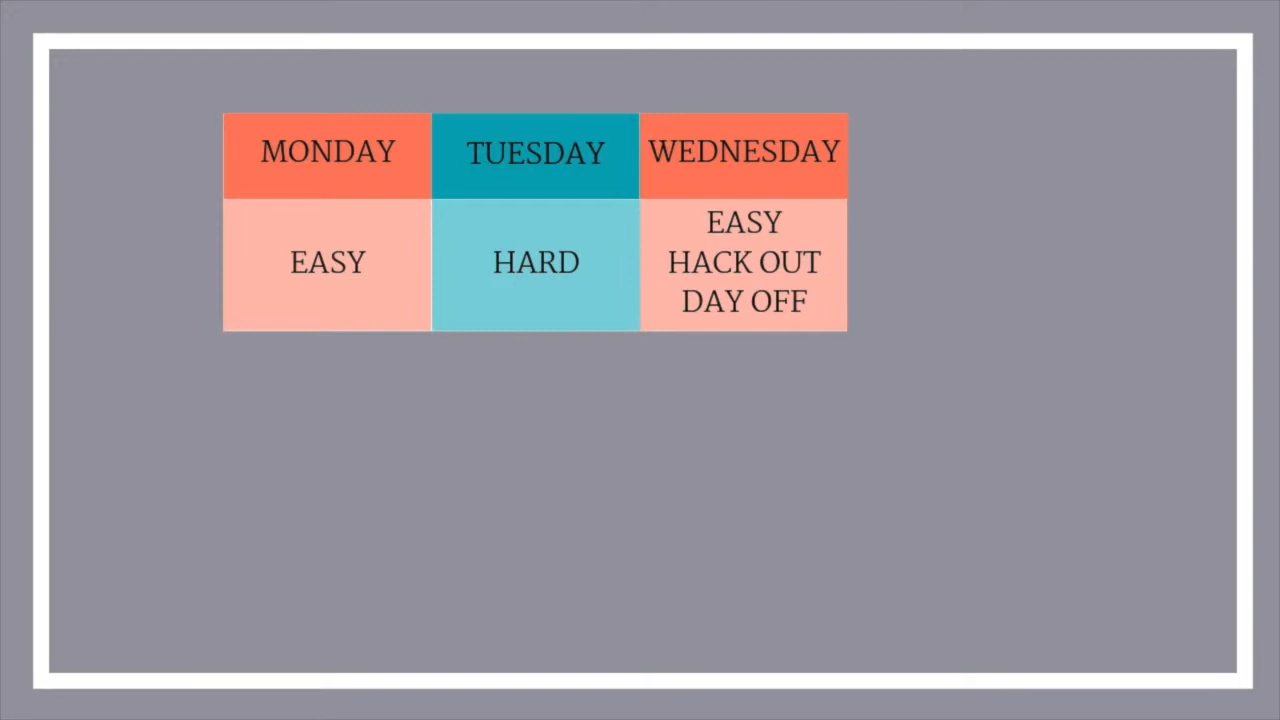 MONDAY
TUESDAY
WEDNESDAY
EASY
HARD
EASY
HACK OUT
DAY OFF